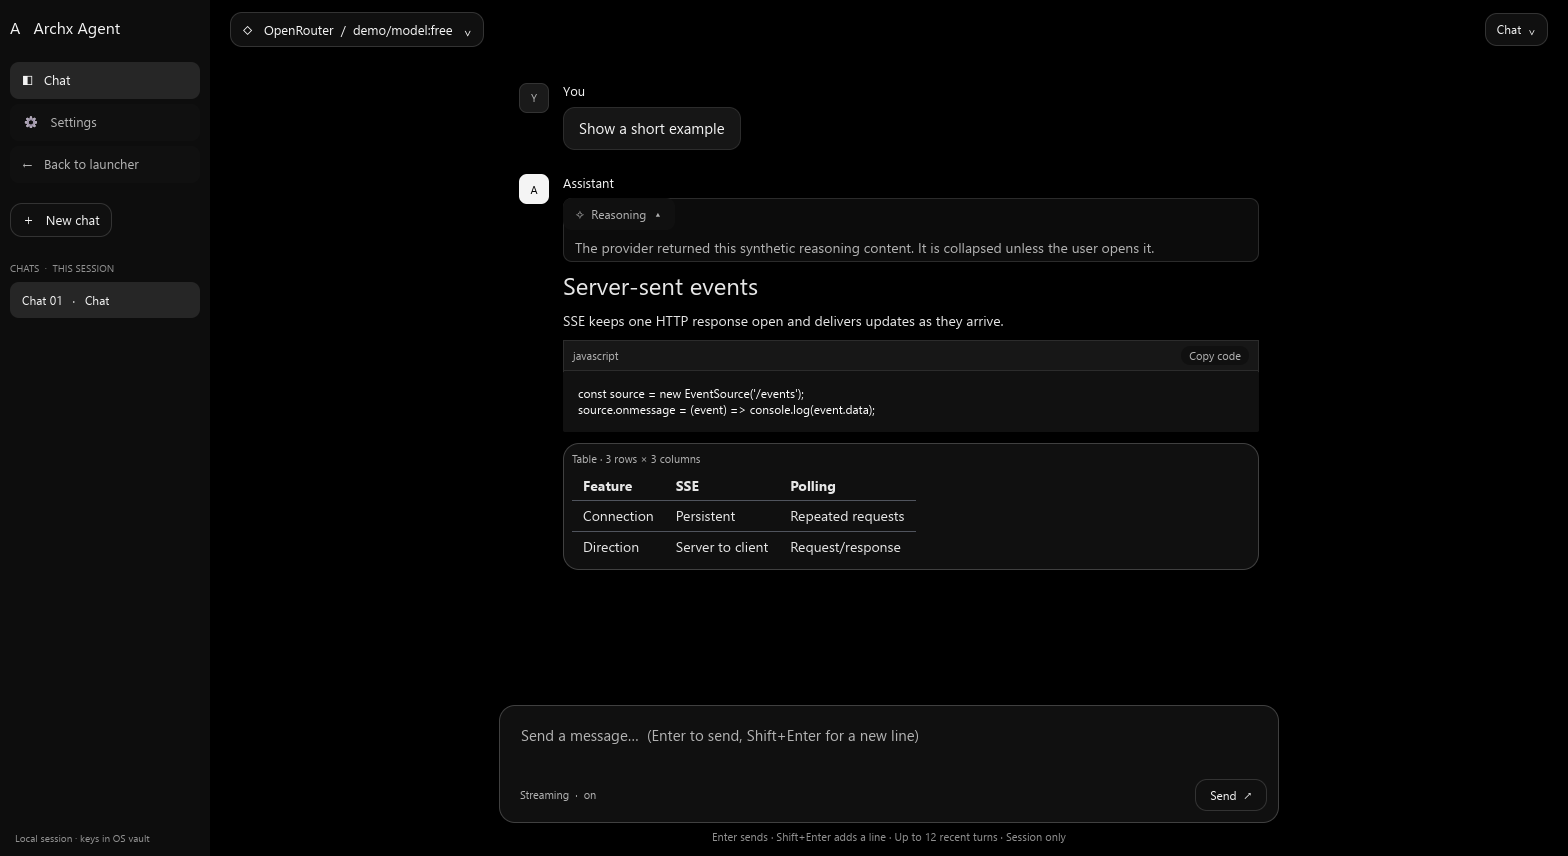 A Archx Agent
Chat
Settings
← Back to launcher
+ New chat
CHATS · THIS SESSION
Chat 01 · Chat
Local session · keys in OS vault
OpenRouter / demo/model:free
Chat
Y
You
Show a short example
A
Assistant
Reasoning
The provider returned this synthetic reasoning content. It is collapsed unless the user opens it.
Server-sent events
SSE keeps one HTTP response open and delivers updates as they arrive.
javascript Copy code
const source = new EventSource('/events');
source.onmessage = (event) => console.log(event.data);
Table · 3 rows × 3 columns
Feature SSE Polling
Connection Persistent Repeated requests
Direction Server to client Request/response
Send a message... (Enter to send, Shift+Enter for a new line)
Streaming · on
Send ↗
Enter sends · Shift+Enter adds a line · Up to 12 recent turns · Session only